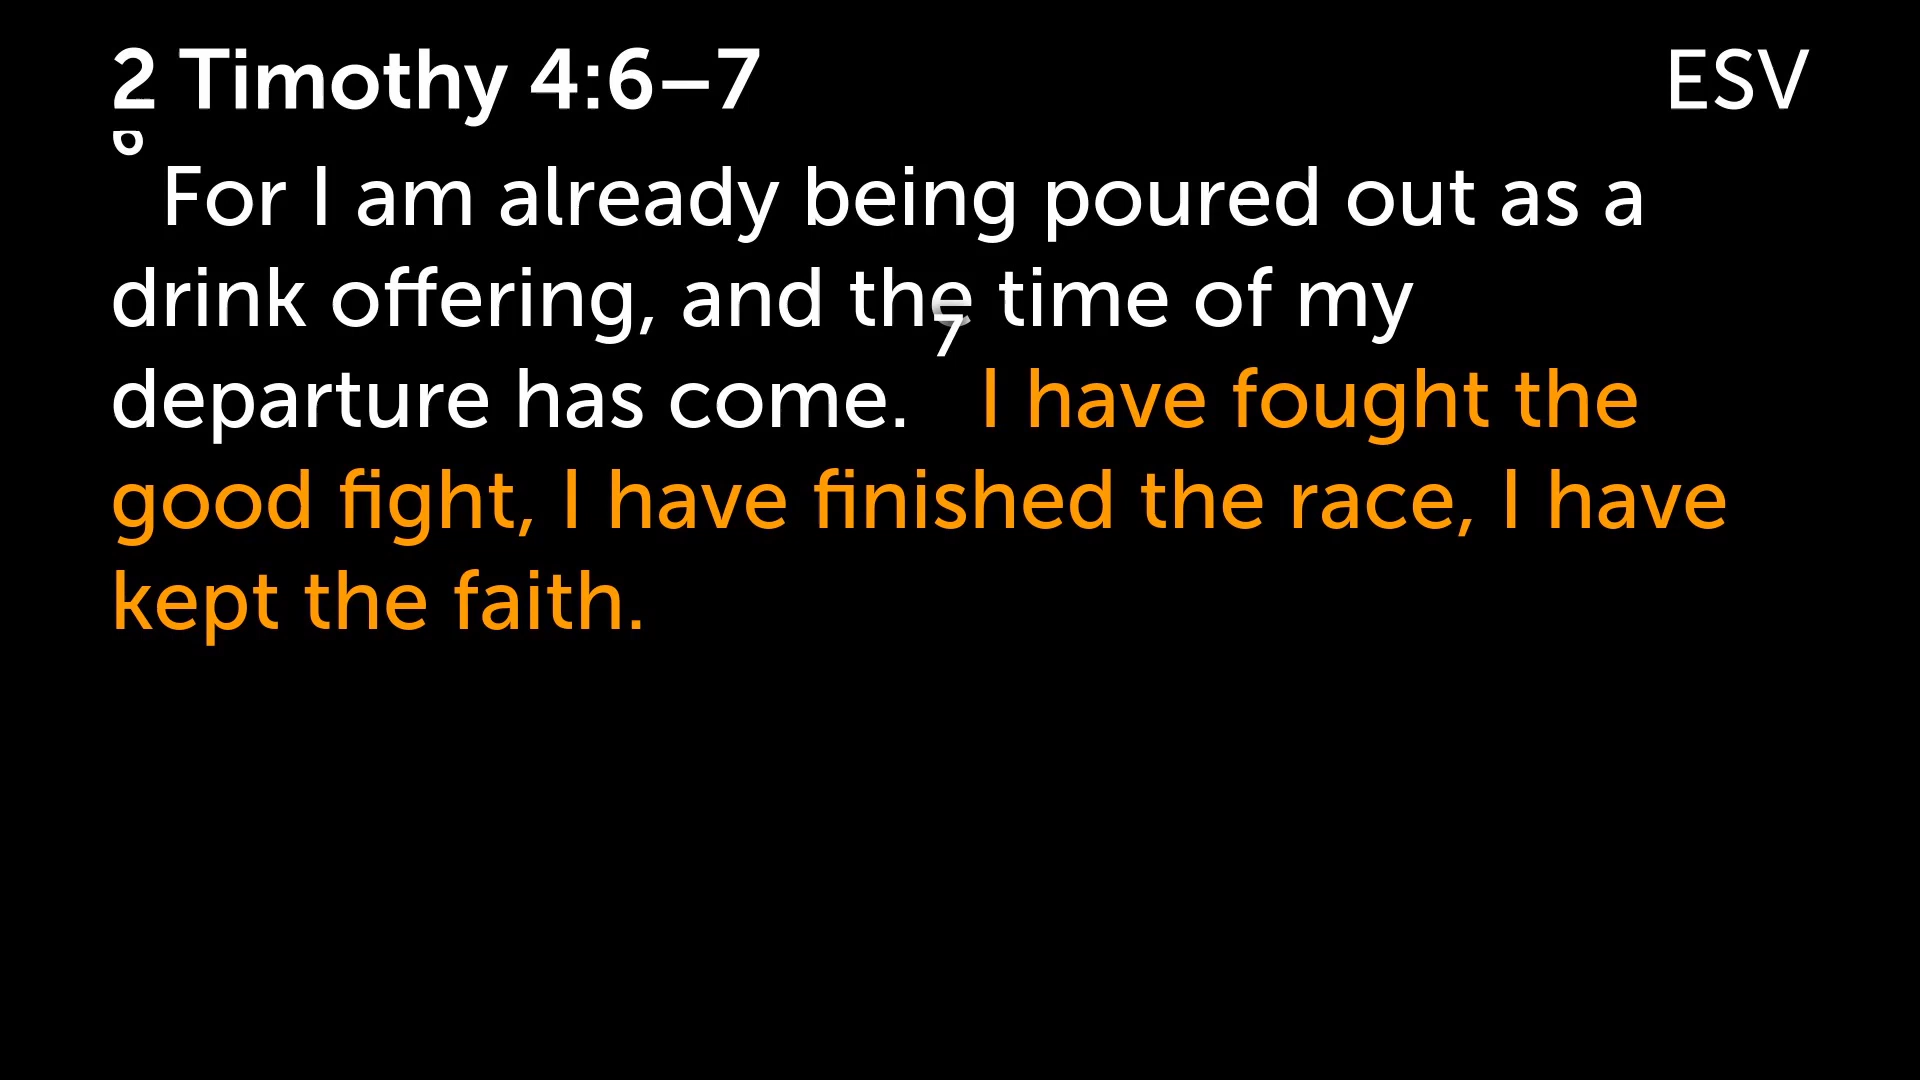 2 Timothy 4:6–7 ESV
6 For I am already being poured out as a
drink offering, and the time of my
departure has come. 7 I have fought the
good fight, I have finished the race, I have
kept the faith.